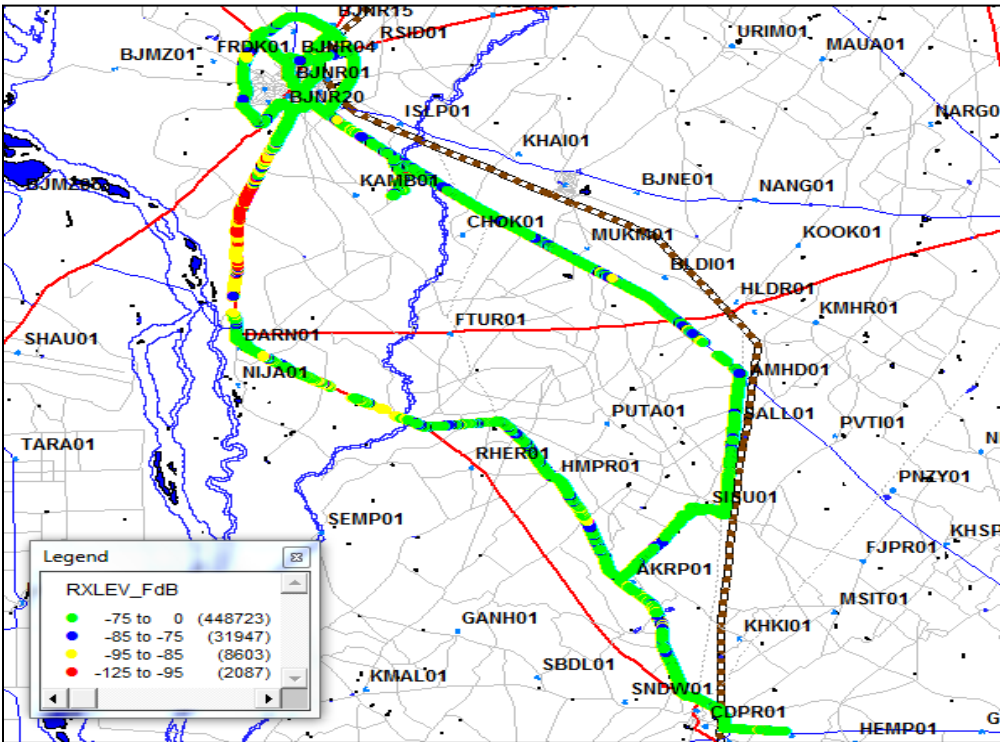 BJNR15
RSID01
URIM01
MAUA01
BJMZ01
FRDK01
BJNR04
BJNR01
BJNR20
ISLP01
NARG0
KHAI01
KAMB01
BJNE01
NANG01
CHOK01
MUKM01
KOOK01
BLDI01
HLDR01
KMHR01
SHAU01
DARN01
FTUR01
NIJA01
AMHD01
PUTA01
SALL01
PVTI01
TARA01
RHER01
HMPR01
PNZY01
SISU01
SEMP01
KHSP
FJPR01
AKRP01
MSIT01
GANH01
KHKI01
SBDL01
KMAL01
SNDW01
CDPR01
HEMP01
G
Legend
RXLEV_FdB
-75 to 0 (448723)
-85 to -75 (31947)
-95 to -85 (8603)
-125 to -95 (2087)